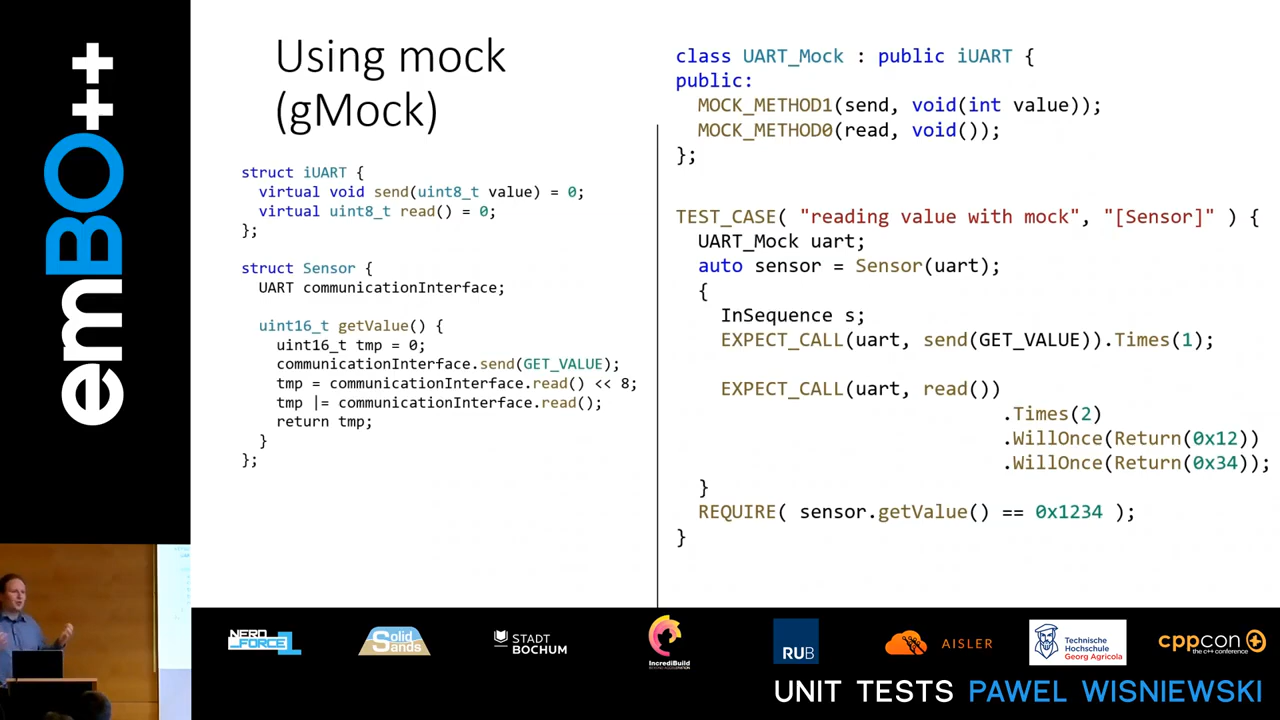 emBO++
Using mock
(gMock)
struct iUART {
  virtual void send(uint8_t value) = 0;
  virtual uint8_t read() = 0;
};
struct Sensor {
  UART communicationInterface;
  uint16_t getValue() {
    uint16_t tmp = 0;
    communicationInterface.send(GET_VALUE);
    tmp = communicationInterface.read() << 8;
    tmp |= communicationInterface.read();
    return tmp;
  }
};
class UART_Mock : public iUART {
public:
  MOCK_METHOD1(send, void(int value));
  MOCK_METHOD0(read, void());
};
TEST_CASE( "reading value with mock", "[Sensor]" ) {
  UART_Mock uart;
  auto sensor = Sensor(uart);
  {
    InSequence s;
    EXPECT_CALL(uart, send(GET_VALUE)).Times(1);
    EXPECT_CALL(uart, read())
                              .Times(2)
                              .WillOnce(Return(0x12))
                              .WillOnce(Return(0x34));
  }
  REQUIRE( sensor.getValue() == 0x1234 );
}
NERD
FORCE1
Solid
Sands
STADT
BOCHUM
IncrediBuild
RUB
AISLER
Technische
Hochschule
Georg Agricola
cppcon
the c++ conference
UNIT TESTS PAWEL WISNIEWSKI